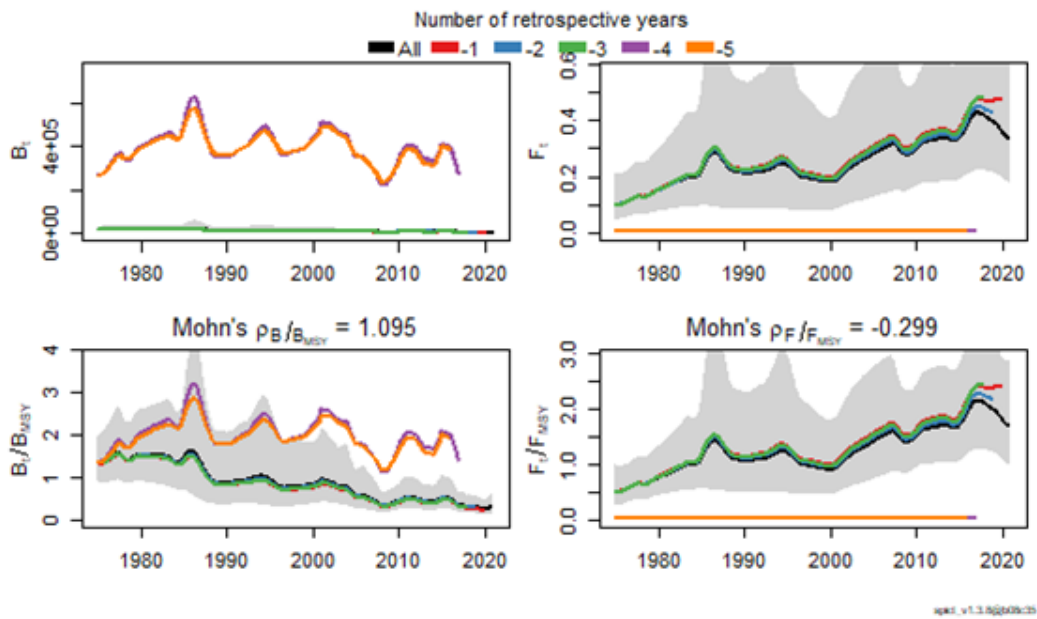 Number of retrospective years
All -1 -2 -3 -4 -5
Bt
4e+05
0e+00
1980 1990 2000 2010 2020
Ft
0.6
0.4
0.2
0.0
1980 1990 2000 2010 2020
Mohn's ρB/BMSY = 1.095
Bt/BMSY
4
3
2
1
0
1980 1990 2000 2010 2020
Mohn's ρF/FMSY = -0.299
Ft/FMSY
3.0
2.0
1.0
0.0
1980 1990 2000 2010 2020